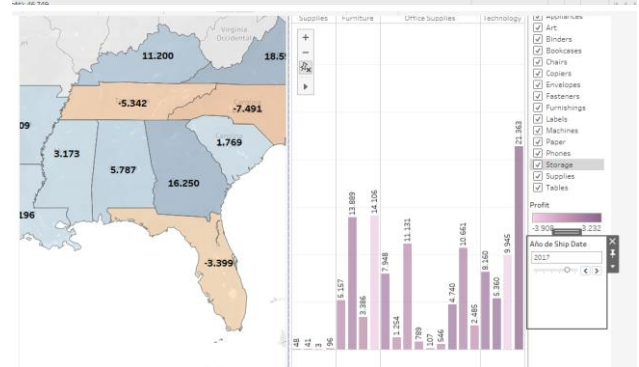 Virginia
Occidental
11.200
18.5
-5.342
-7.491
1.769
09
3.173
5.787
16.250
196
-3.399
Supplies
Furniture
Office Supplies
Technology
48
41
3
96
5.157
13.889
3.386
14.106
7.948
1.254
11.131
789
107
546
4.740
10.661
2.485
8.160
5.360
9.945
21.363
Appliances
Art
Binders
Bookcases
Chairs
Copiers
Envelopes
Fasteners
Furnishings
Labels
Machines
Paper
Phones
Storage
Supplies
Tables
Profit
-3.908
3.232
Año de Ship Date
2017